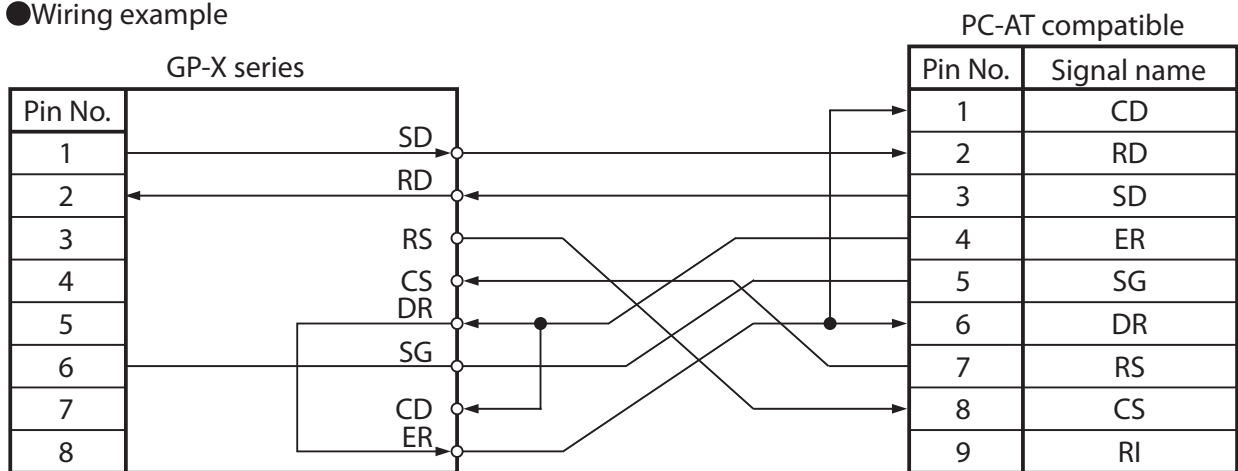 ●Wiring example
GP-X series
Pin No.
1 SD
2 RD
3 RS
4 CS
5 DR
6 SG
7 CD
8 ER
PC-AT compatible
Pin No. Signal name
1 CD
2 RD
3 SD
4 ER
5 SG
6 DR
7 RS
8 CS
9 RI